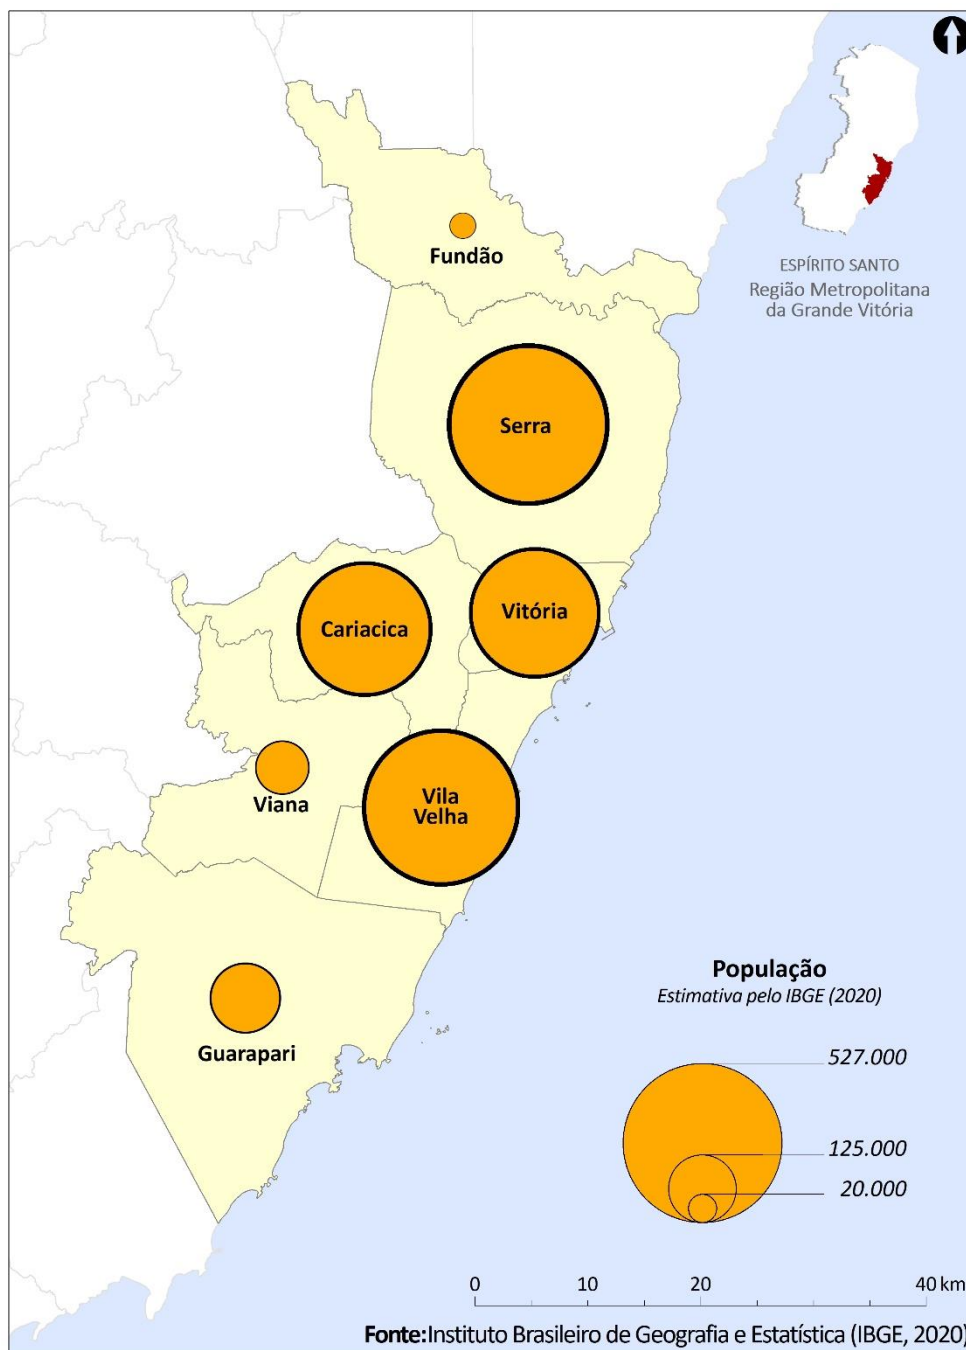 Fundão
ESPÍRITO SANTO
Região Metropolitana
da Grande Vitória
Serra
Cariacica
Vitória
Viana
Vila
Velha
Guarapari
População
Estimativa pelo IBGE (2020)
527.000
125.000
20.000
0 10 20 40 km
Fonte:Instituto Brasileiro de Geografia e Estatística (IBGE, 2020)